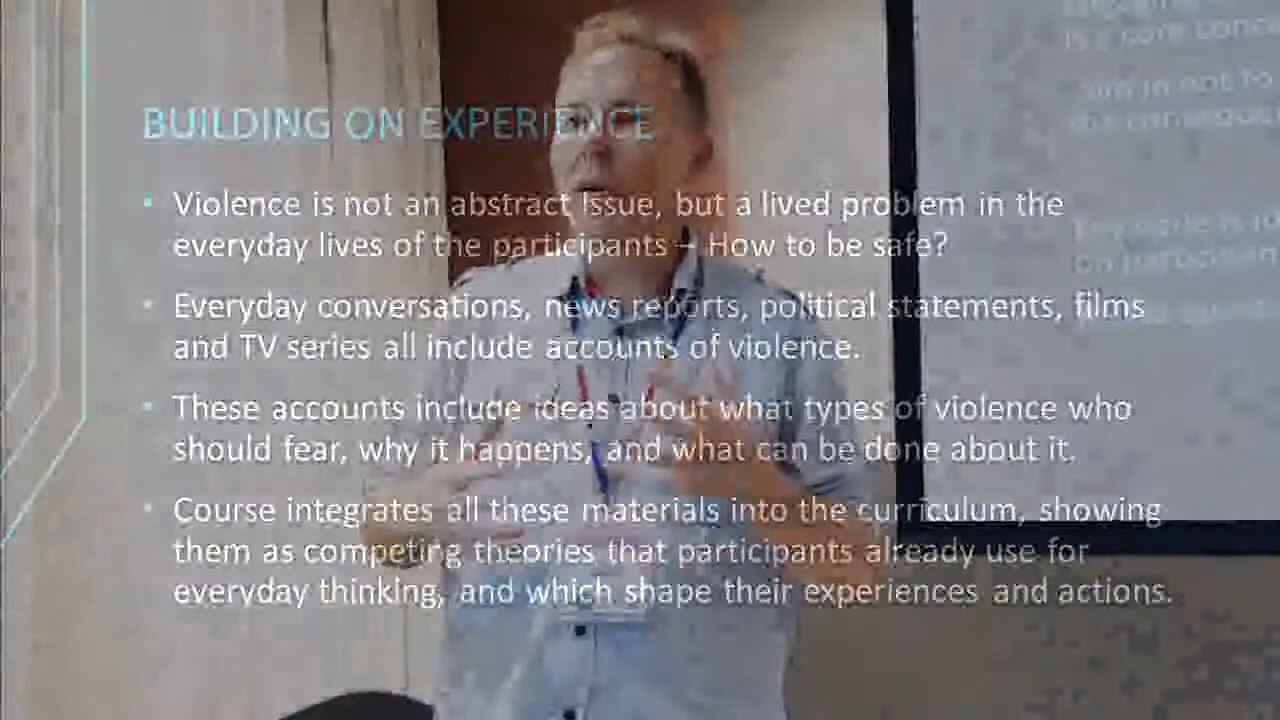 BUILDING ON EXPERIENCE
• Violence is not an abstract issue, but a lived problem in the
everyday lives of the participants – How to be safe?
• Everyday conversations, news reports, political statements, films
and TV series all include accounts of violence.
• These accounts include ideas about what types of violence who
should fear, why it happens, and what can be done about it.
• Course integrates all these materials into the curriculum, showing
them as competing theories that participants already use for
everyday thinking, and which shape their experiences and actions.